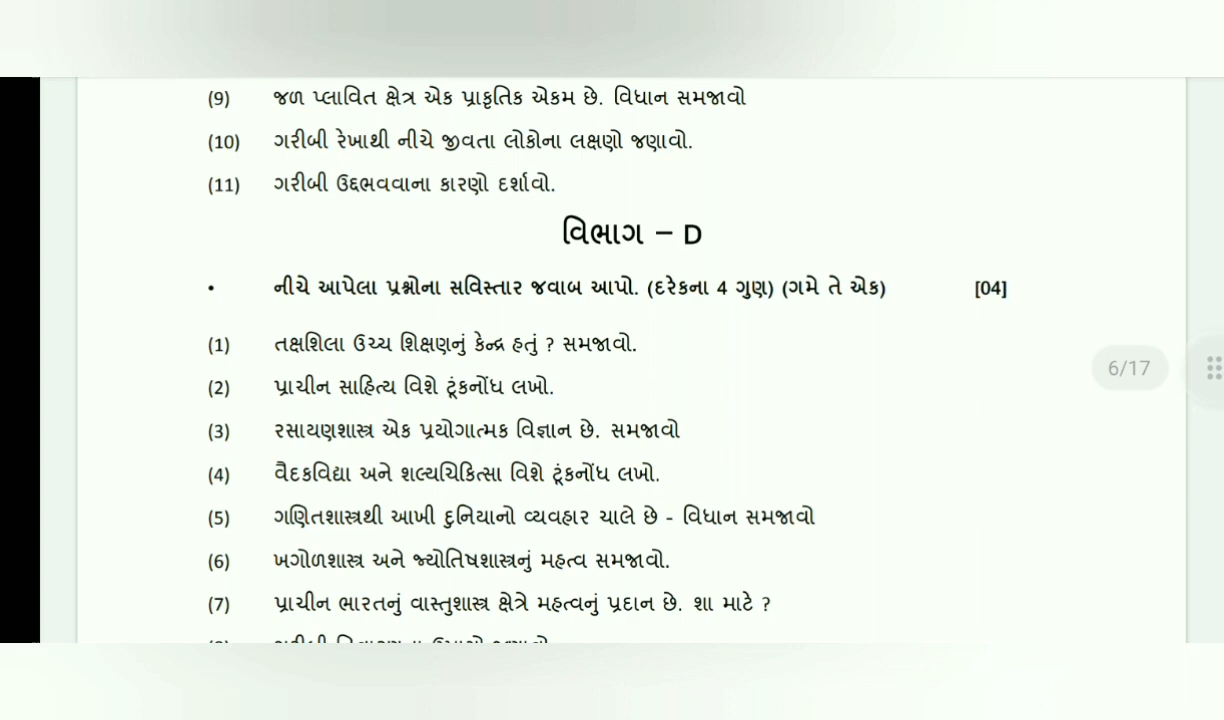 (9) જળ પ્લાવિત ક્ષેત્ર એક પ્રાકૃતિક એકમ છે. વિધાન સમજાવો
(10) ગરીબી રેખાથી નીચે જીવતા લોકોના લક્ષણો જણાવો.
(11) ગરીબી ઉદ્દભવવાના કારણો દર્શાવો.
વિભાગ – D
• નીચે આપેલા પ્રશ્નોના સવિસ્તાર જવાબ આપો. (દરેકના 4 ગુણ) (ગમે તે એક) [04]
(1) તક્ષશિલા ઉચ્ચ શિક્ષણનું કેન્દ્ર હતું ? સમજાવો.
6/17
(2) પ્રાચીન સાહિત્ય વિશે ટૂંકનોંધ લખો.
(3) રસાયણશાસ્ત્ર એક પ્રયોગાત્મક વિજ્ઞાન છે. સમજાવો
(4) વૈદકવિદ્યા અને શલ્યચિકિત્સા વિશે ટૂંકનોંધ લખો.
(5) ગણિતશાસ્ત્રથી આખી દુનિયાનો વ્યવહાર ચાલે છે - વિધાન સમજાવો
(6) ખગોળશાસ્ત્ર અને જ્યોતિષશાસ્ત્રનું મહત્વ સમજાવો.
(7) પ્રાચીન ભારતનું વાસ્તુશાસ્ત્ર ક્ષેત્રે મહત્વનું પ્રદાન છે. શા માટે ?